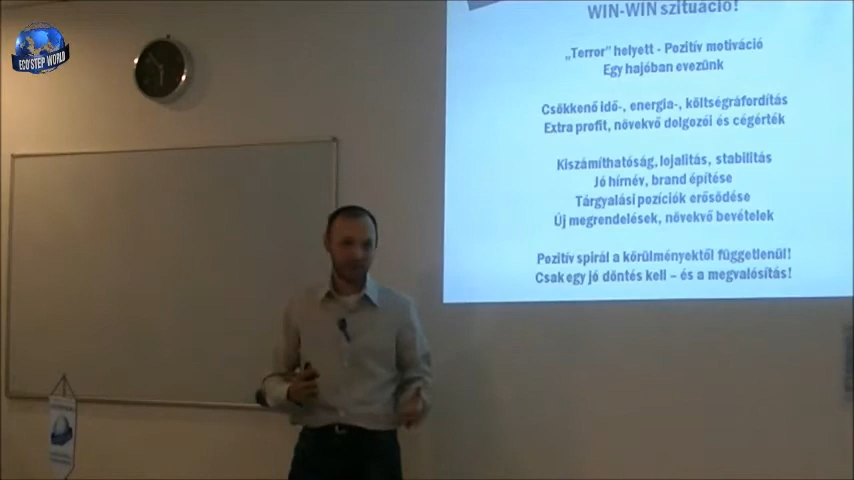 ECO STEP WORLD
WIN-WIN szituáció!
„Terror” helyett - Pozitív motiváció
Egy hajóban evezünk
Csökkenő idő-, energia-, költségráfordítás
Extra profit, növekvő dolgozói és cégérték
Kiszámíthatóság, lojalitás, stabilitás
Jó hírnév, brand építése
Tárgyalási pozíciók erősödése
Új megrendelések, növekvő bevételek
Pozitív spirál a körülményektől függetlenül!
Csak egy jó döntés kell – és a megvalósítás!